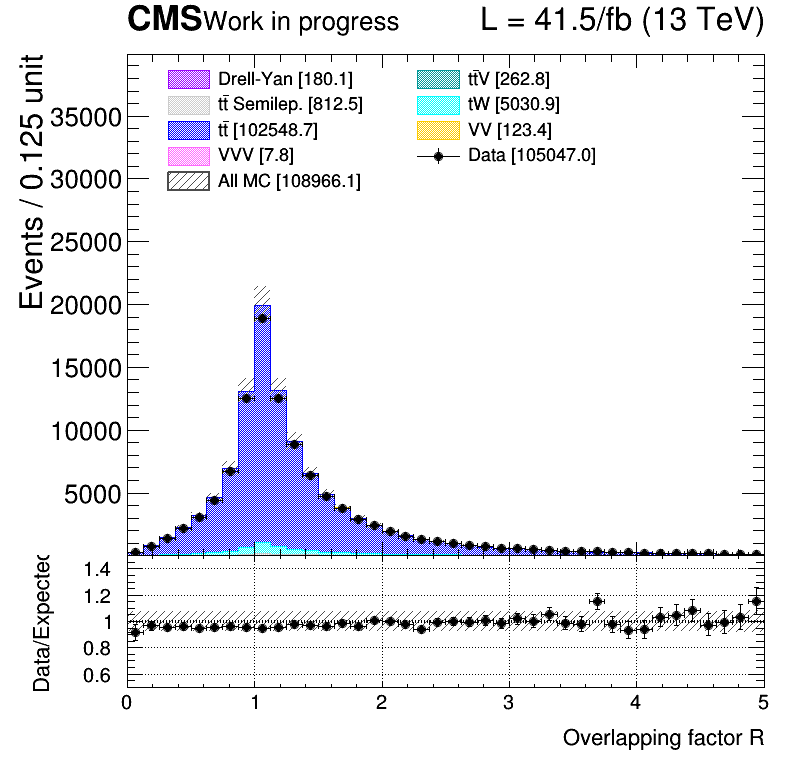 CMS Work in progress L = 41.5/fb (13 TeV)
Events / 0.125 unit
Drell-Yan [180.1]
tt̄ Semilep. [812.5]
tt̄ [102548.7]
VVV [7.8]
All MC [108966.1]
tt̄V [262.8]
tW [5030.9]
VV [123.4]
Data [105047.0]
35000
30000
25000
20000
15000
10000
5000
Data/Expected
1.4
1.2
1
0.8
0.6
0 1 2 3 4 5
Overlapping factor R